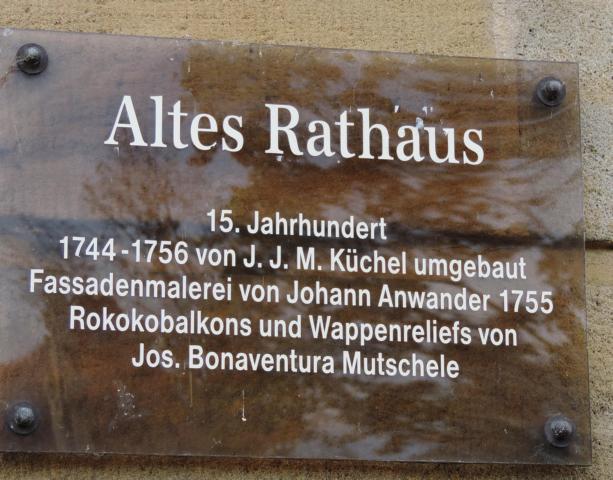 Altes Rathaus
15. Jahrhundert
1744-1756 von J. J. M. Küchel umgebaut
Fassadenmalerei von Johann Anwander 1755
Rokokobalkons und Wappenreliefs von
Jos. Bonaventura Mutschele